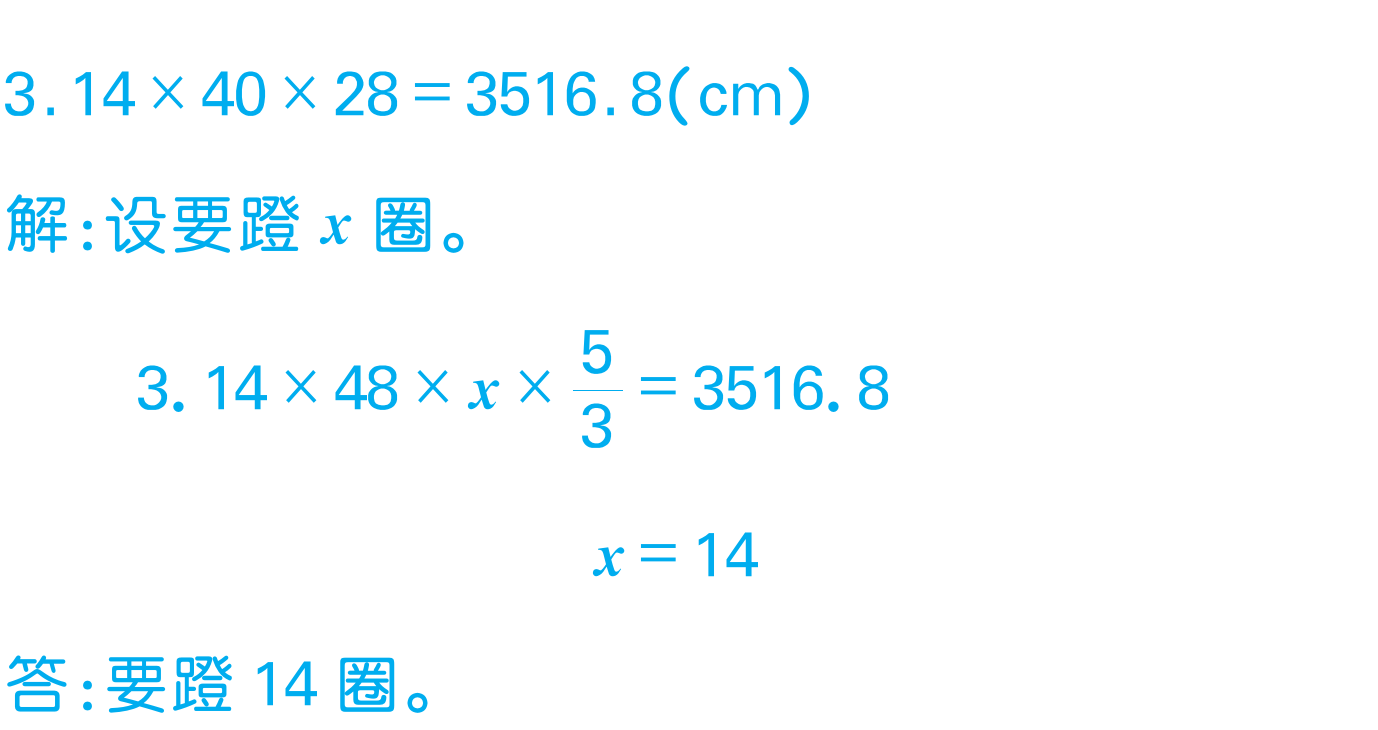 3.14×40×28=3516.8(cm)
解:设要蹬 x 圈。
3.14×48×x×5/3=3516.8
x=14
答:要蹬 14 圈。